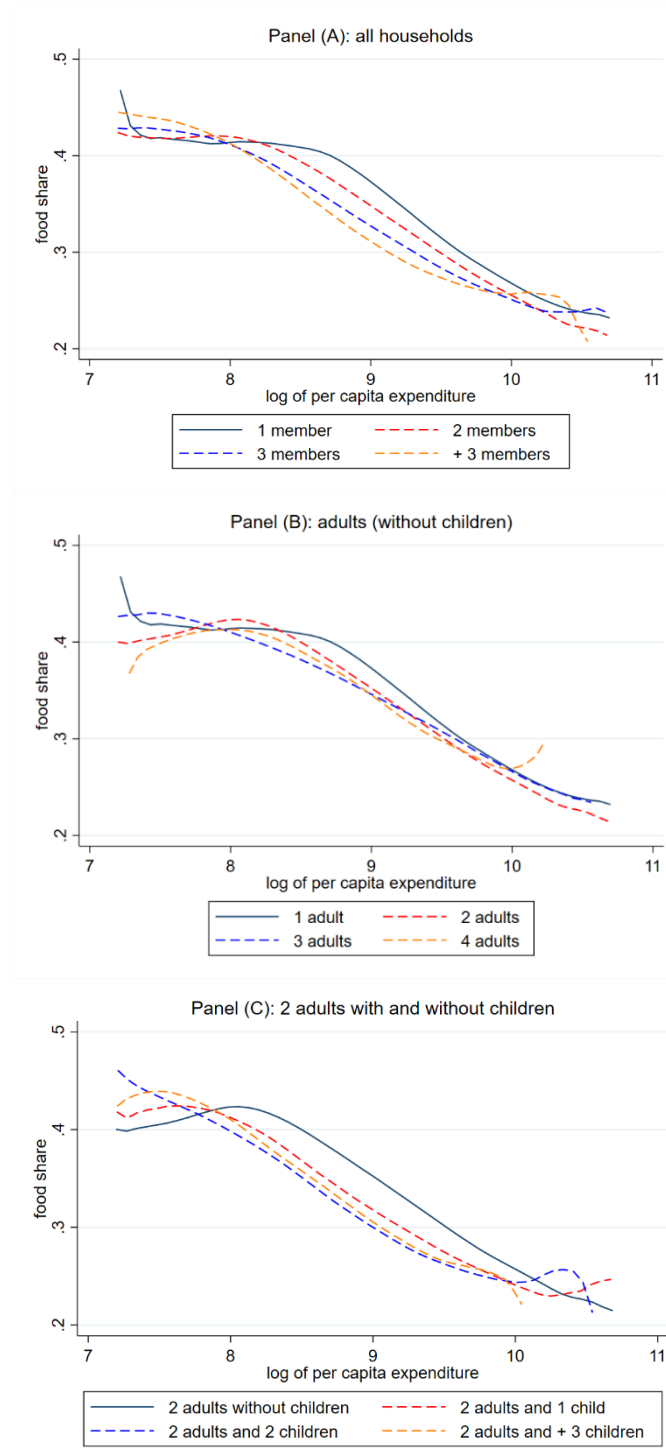 Panel (A): all households
food share
.5
.4
.3
.2
7 8 9 10 11
log of per capita expenditure
1 member 2 members
3 members + 3 members
Panel (B): adults (without children)
food share
.5
.4
.3
.2
7 8 9 10 11
log of per capita expenditure
1 adult 2 adults
3 adults 4 adults
Panel (C): 2 adults with and without children
food share
.5
.4
.3
.2
7 8 9 10 11
log of per capita expenditure
2 adults without children 2 adults and 1 child
2 adults and 2 children 2 adults and + 3 children